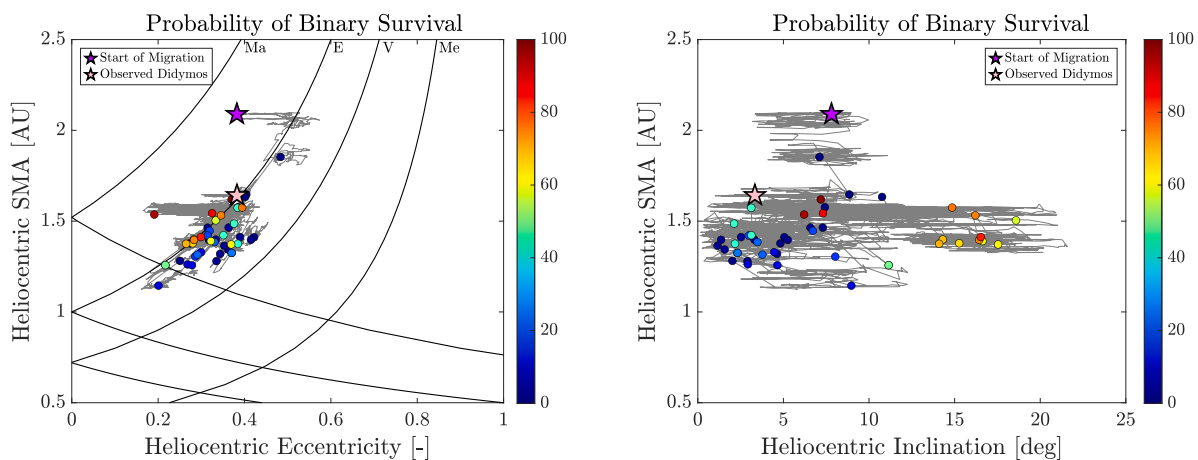 Probability of Binary Survival
Ma
E
V
Me
Start of Migration
Observed Didymos
2.5
2
1.5
1
0.5
Heliocentric SMA [AU]
0
0.2
0.4
0.6
0.8
1
Heliocentric Eccentricity [-]
100
80
60
40
20
0
Probability of Binary Survival
Start of Migration
Observed Didymos
2.5
2
1.5
1
0.5
Heliocentric SMA [AU]
0
5
10
15
20
25
Heliocentric Inclination [deg]
100
80
60
40
20
0